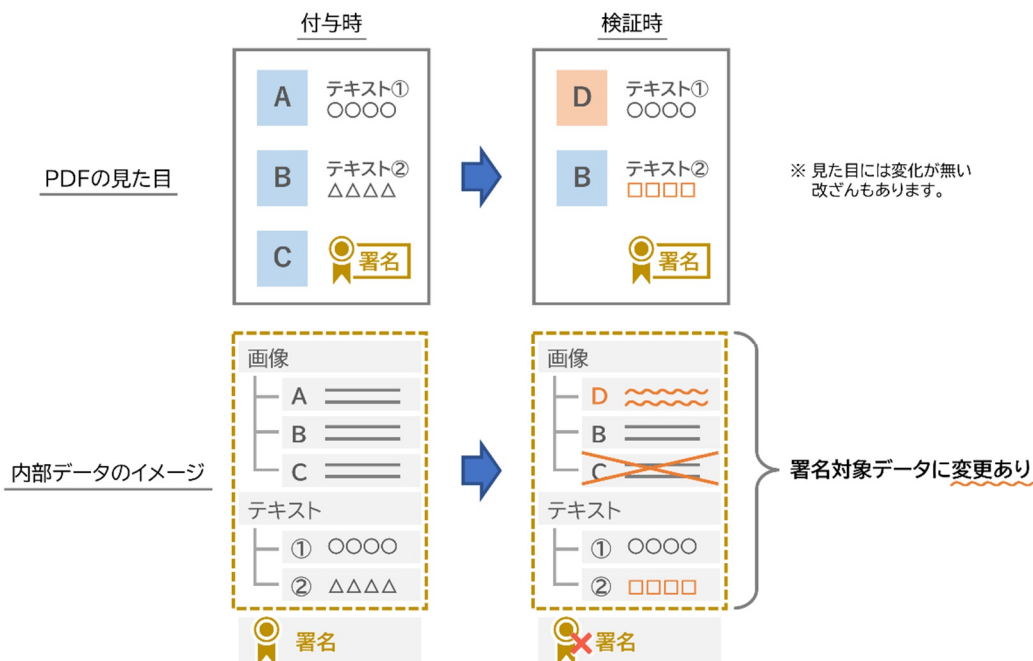 付与時
検証時
PDFの見た目
A
テキスト①
○○○○
B
テキスト②
△△△△
C
署名
D
テキスト①
○○○○
B
テキスト②
□□□□
署名
※ 見た目には変化が無い
改ざんもあります。
内部データのイメージ
画像
A
B
C
テキスト
① ○○○○
② △△△△
署名
画像
D
B
C
テキスト
① ○○○○
② □□□□
署名
署名対象データに変更あり